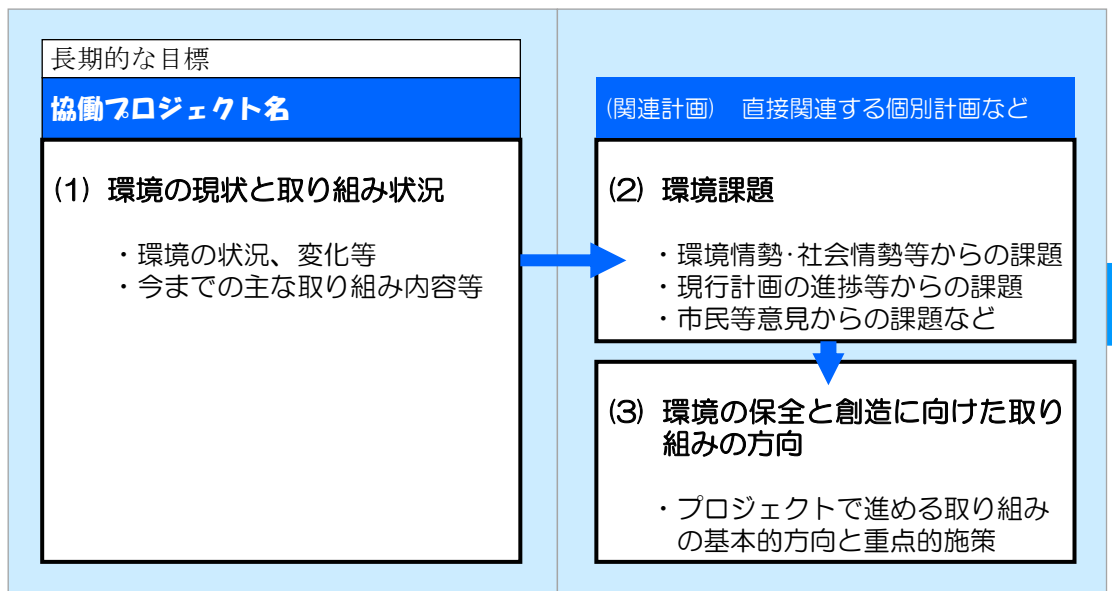 長期的な目標
協働プロジェクト名
(1) 環境の現状と取り組み状況
・環境の状況、変化等
・今までの主な取り組み内容等
(関連計画) 直接関連する個別計画など
(2) 環境課題
・環境情勢・社会情勢等からの課題
・現行計画の進捗等からの課題
・市民等意見からの課題など
(3) 環境の保全と創造に向けた取り
組みの方向
・プロジェクトで進める取り組み
の基本的方向と重点的施策